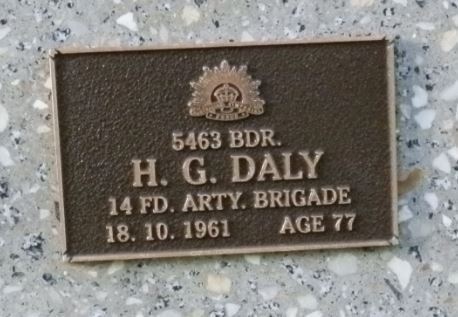 5463 BDR.
H. G. DALY
14 FD. ARTY. BRIGADE
18. 10. 1961 AGE 77